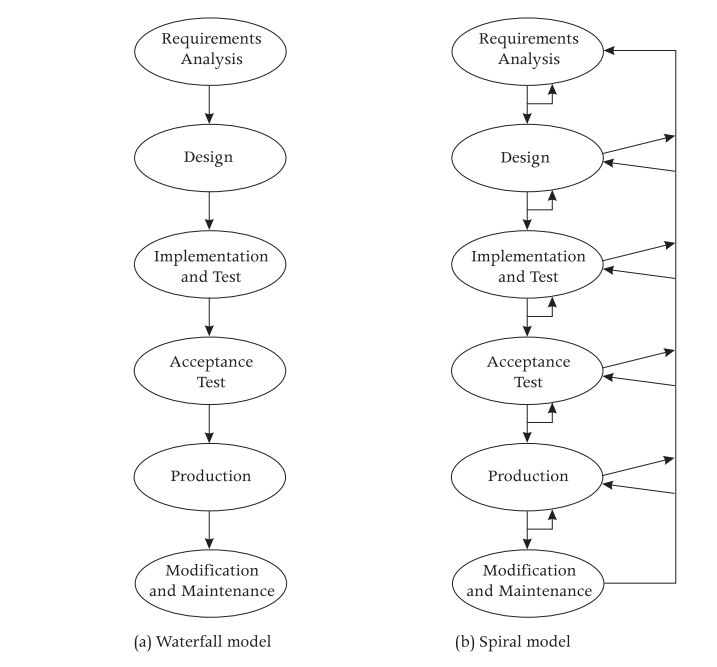 Requirements
Analysis
Design
Implementation
and Test
Acceptance
Test
Production
Modification
and Maintenance
(a) Waterfall model
Requirements
Analysis
Design
Implementation
and Test
Acceptance
Test
Production
Modification
and Maintenance
(b) Spiral model